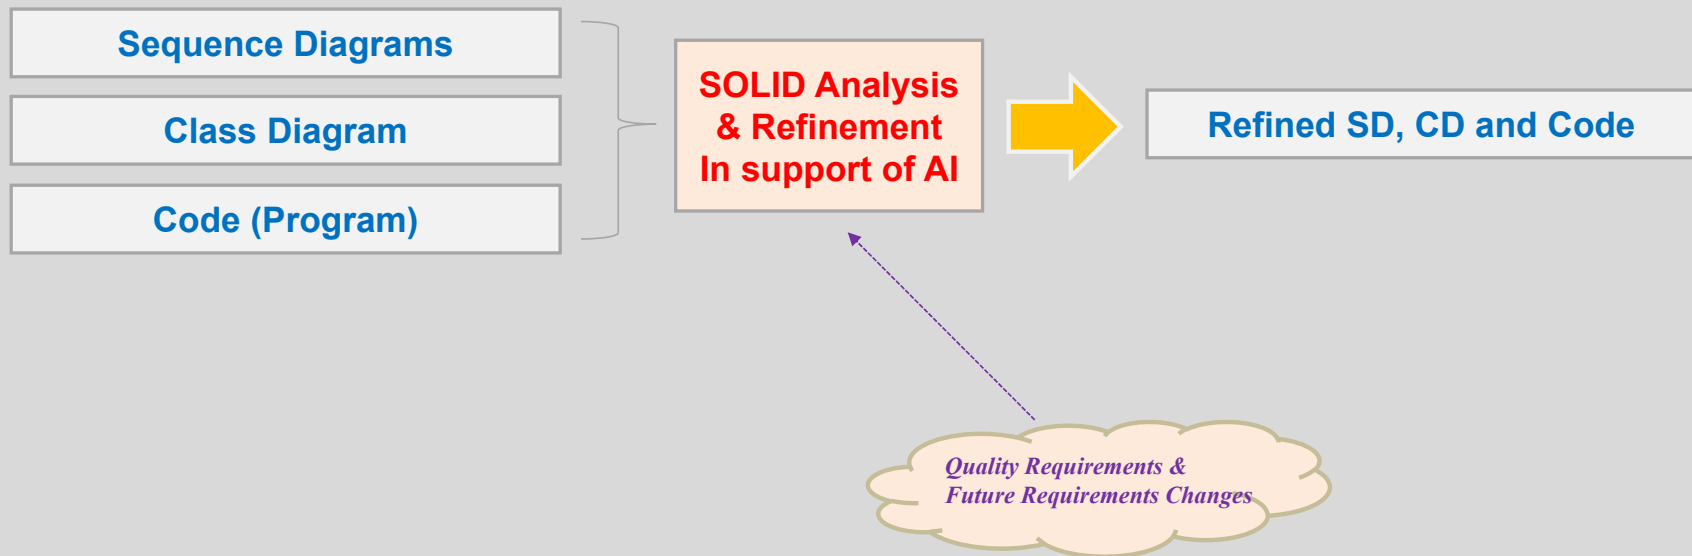 Sequence Diagrams
Class Diagram
Code (Program)
SOLID Analysis
& Refinement
In support of AI
Refined SD, CD and Code
Quality Requirements &
Future Requirements Changes